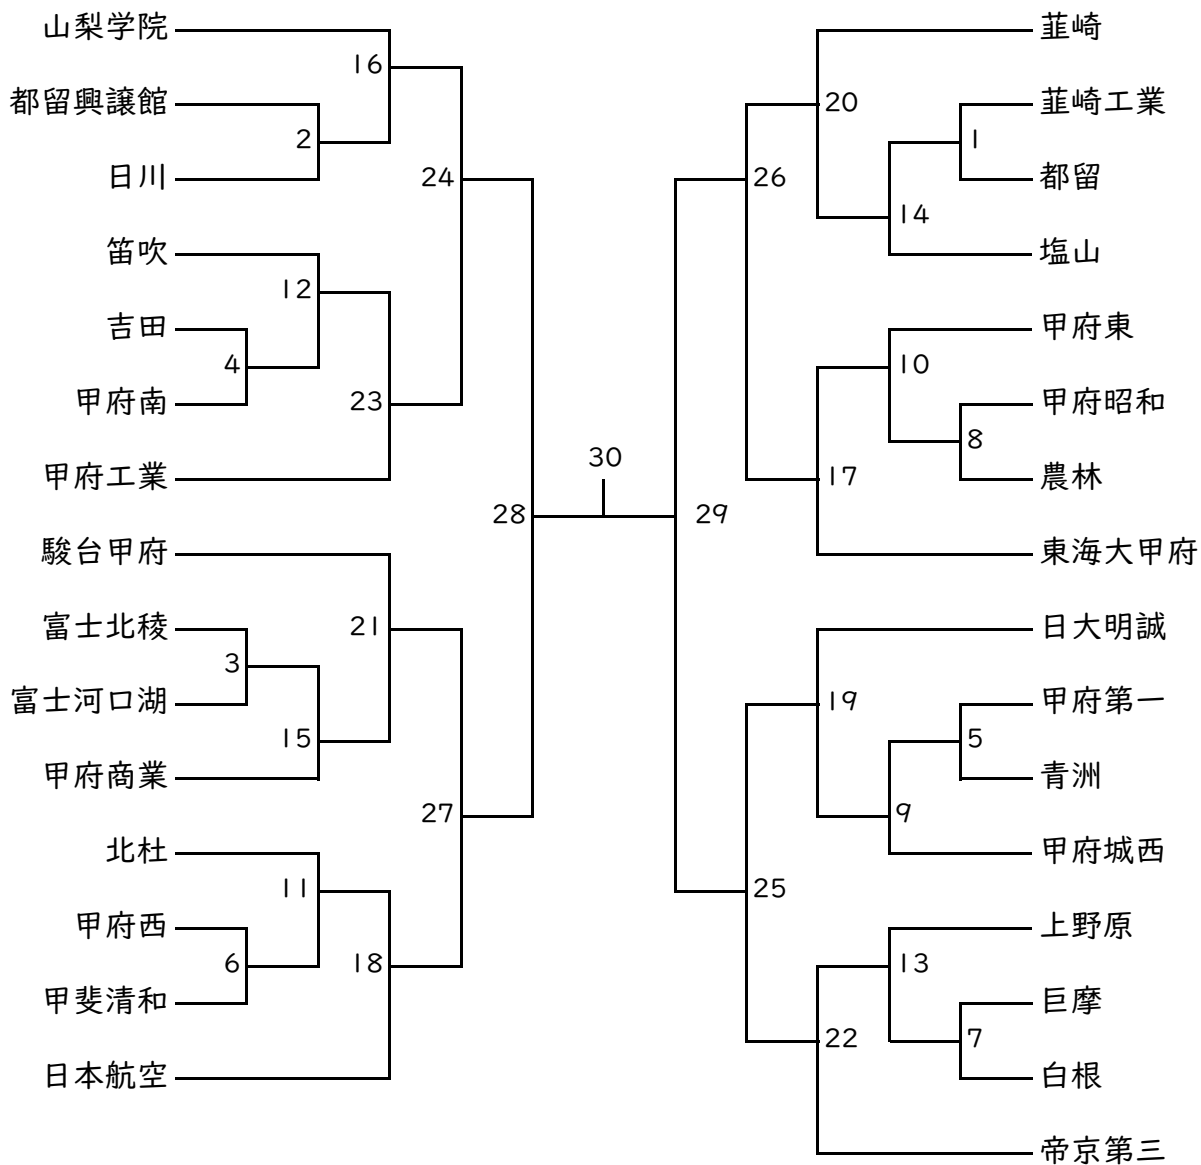 山梨学院
16
都留興譲館
2
日川
24
笛吹
12
吉田
4
甲府南
23
甲府工業
28
駿台甲府
21
富士北稜
3
富士河口湖
15
甲府商業
27
北杜
11
甲府西
6
18
甲斐清和
日本航空
30
29
韮崎
20
韮崎工業
1
都留
26
14
塩山
甲府東
10
甲府昭和
8
農林
17
東海大甲府
日大明誠
19
甲府第一
5
青洲
9
甲府城西
25
上野原
13
巨摩
7
22
白根
帝京第三